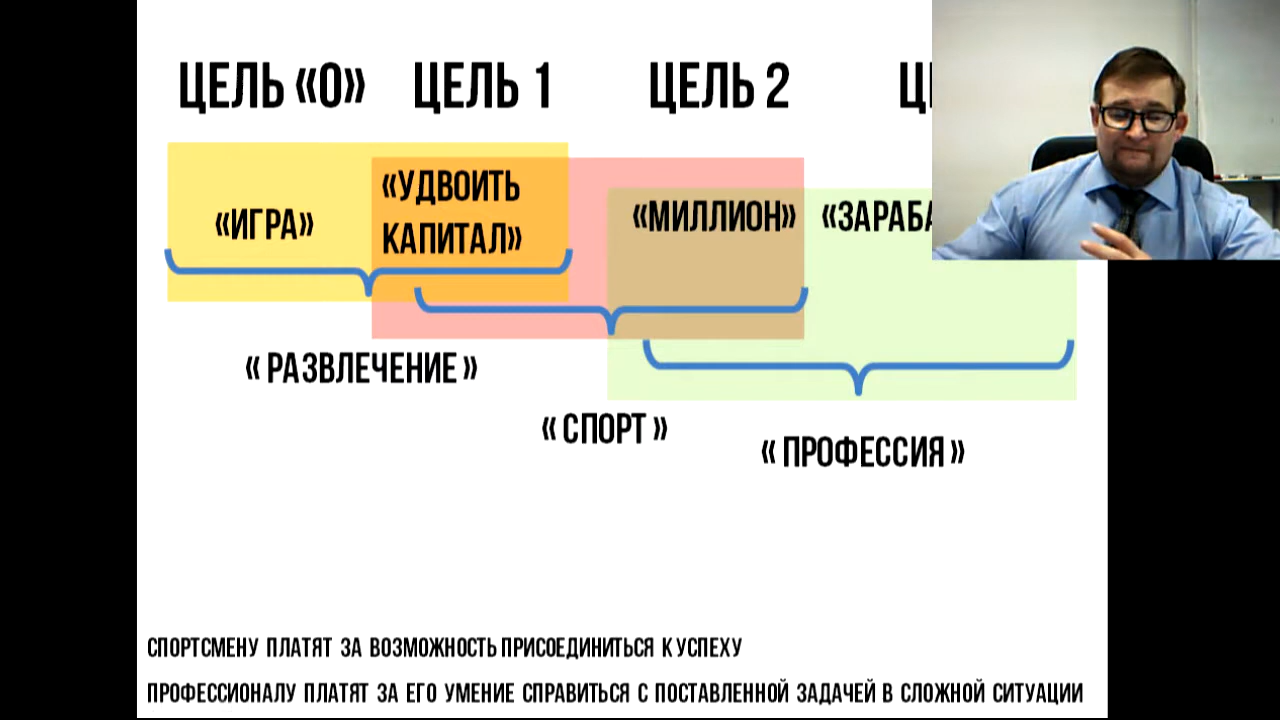 ЦЕЛЬ «0» ЦЕЛЬ 1 ЦЕЛЬ 2
«ИГРА»
«УДВОИТЬ
КАПИТАЛ»
«МИЛЛИОН»
« РАЗВЛЕЧЕНИЕ »
« СПОРТ »
« ПРОФЕССИЯ »
СПОРТСМЕНУ ПЛАТЯТ ЗА ВОЗМОЖНОСТЬ ПРИСОЕДИНИТЬСЯ К УСПЕХУ
ПРОФЕССИОНАЛУ ПЛАТЯТ ЗА ЕГО УМЕНИЕ СПРАВИТЬСЯ С ПОСТАВЛЕННОЙ ЗАДАЧЕЙ В СЛОЖНОЙ СИТУАЦИИ